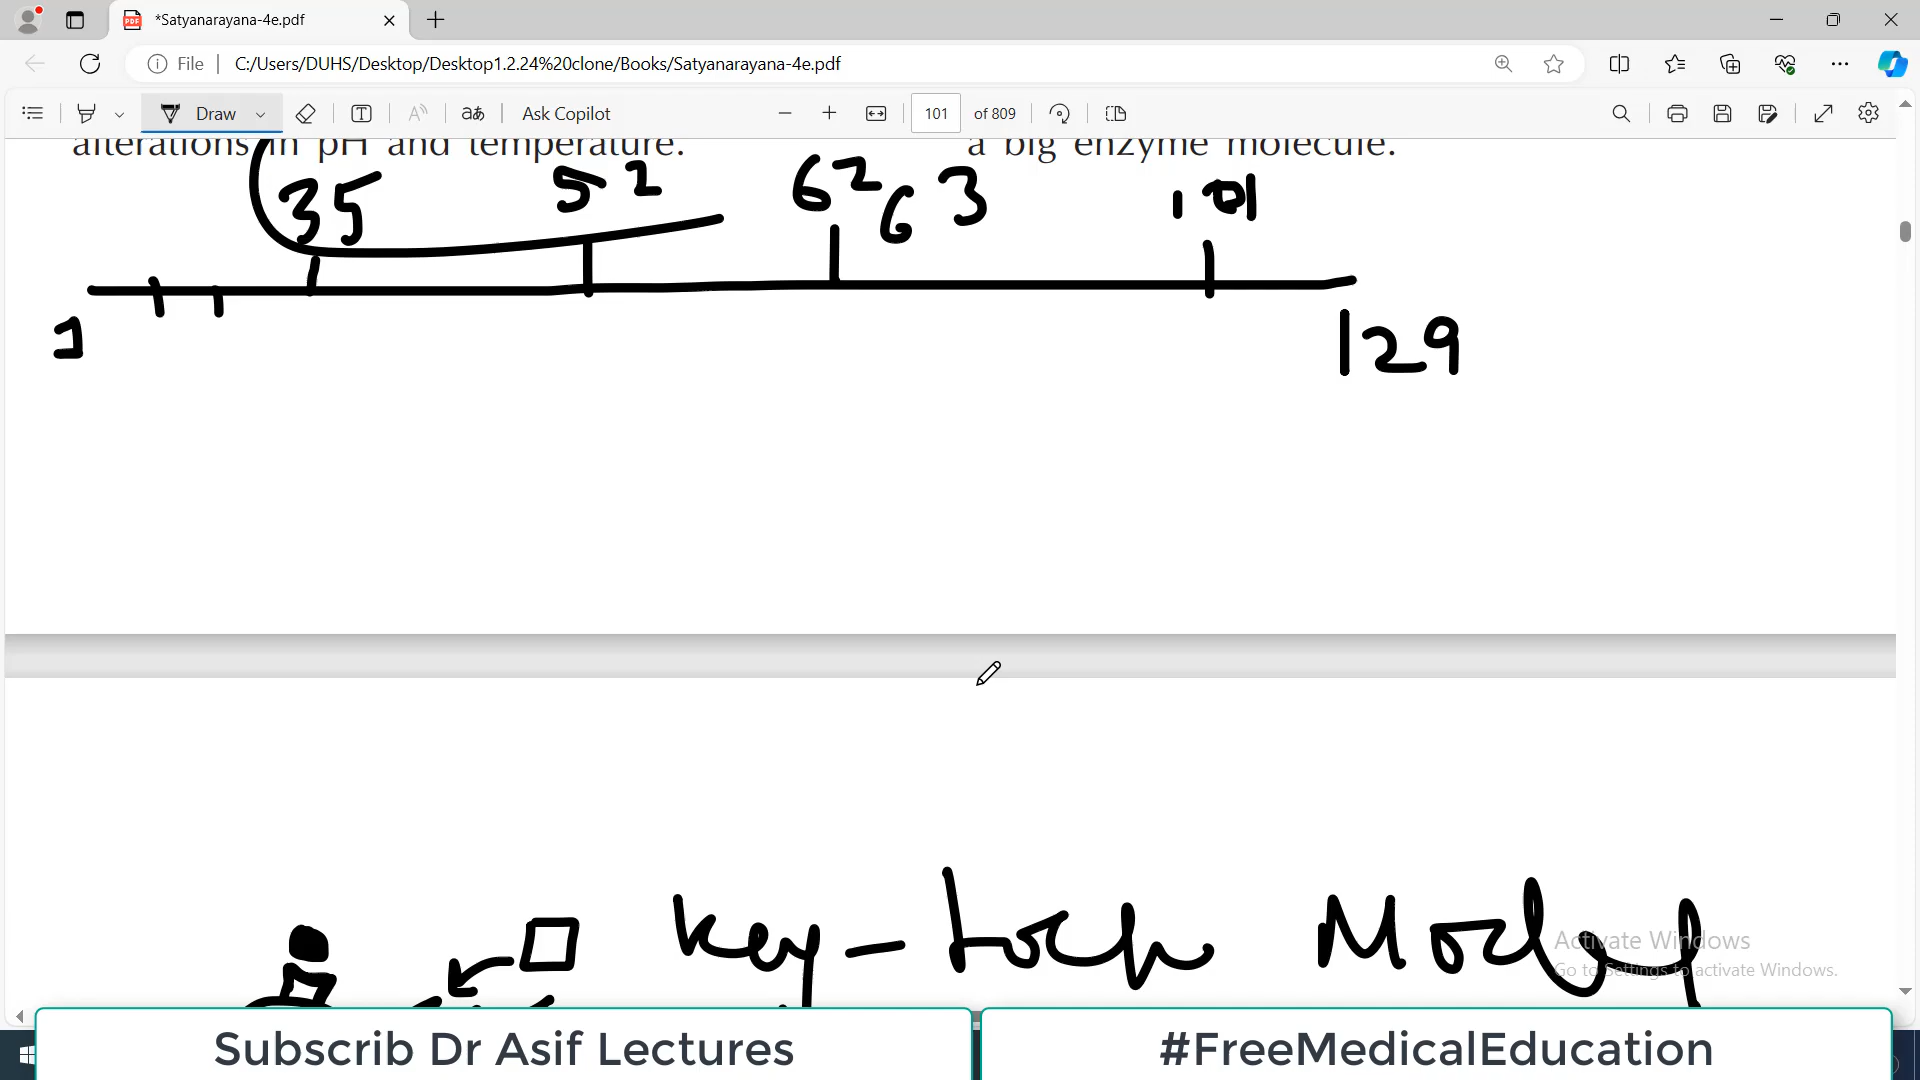 *Satyanarayana-4e.pdf
File C:/Users/DUHS/Desktop/Desktop1.2.24%20clone/Books/Satyanarayana-4e.pdf
Draw T aあ Ask Copilot 101 of 809
alterations in pH and temperature. a big enzyme molecule.
35 52 62 63 101
1 129
Key-Lock Model
Activate Windows
Go to Settings to activate Windows.
Subscrib Dr Asif Lectures #FreeMedicalEducation